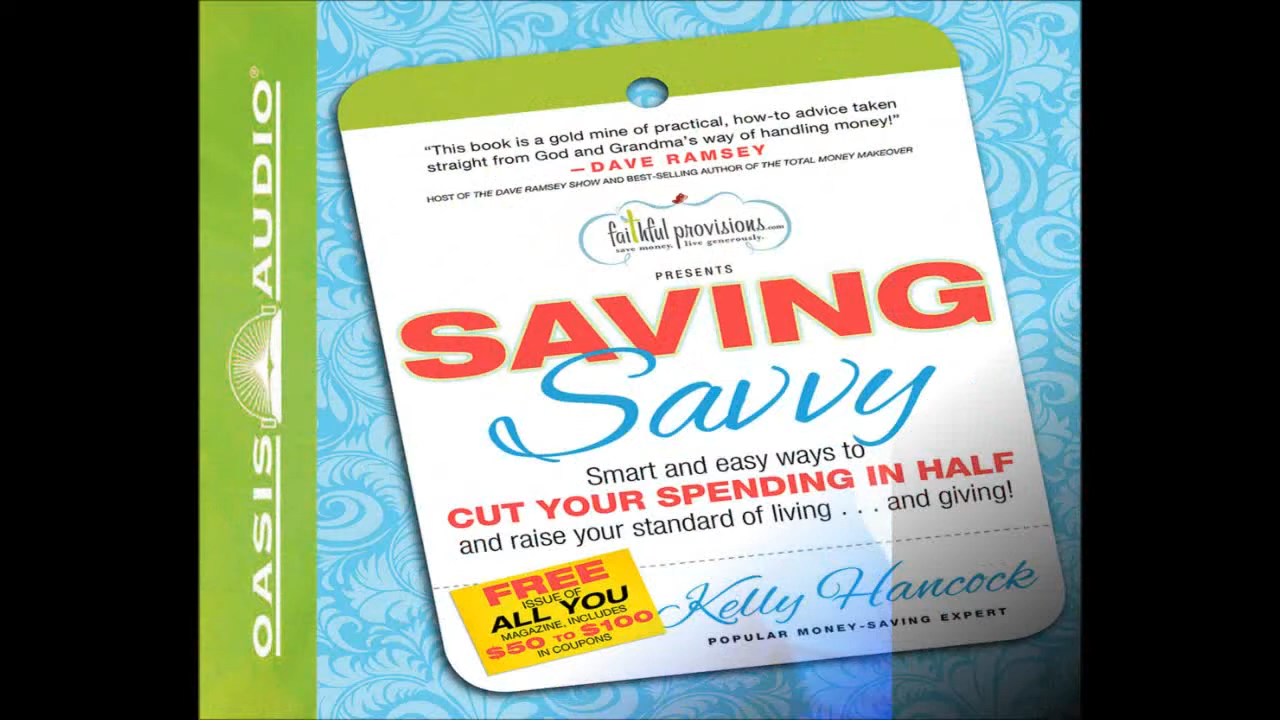 OASIS AUDIO®
“This book is a gold mine of practical, how-to advice taken
straight from God and Grandma’s way of handling money!”
—DAVE RAMSEY
HOST OF THE DAVE RAMSEY SHOW AND BEST-SELLING AUTHOR OF THE TOTAL MONEY MAKEOVER
faithful provisions.com
save money. live generously.
PRESENTS
SAVING
Savvy
Smart and easy ways to
CUT YOUR SPENDING IN HALF
and raise your standard of living . . . and giving!
FREE
ISSUE OF
ALL YOU
MAGAZINE, INCLUDES
$50 TO $100
IN COUPONS
Kelly Hancock
POPULAR MONEY-SAVING EXPERT